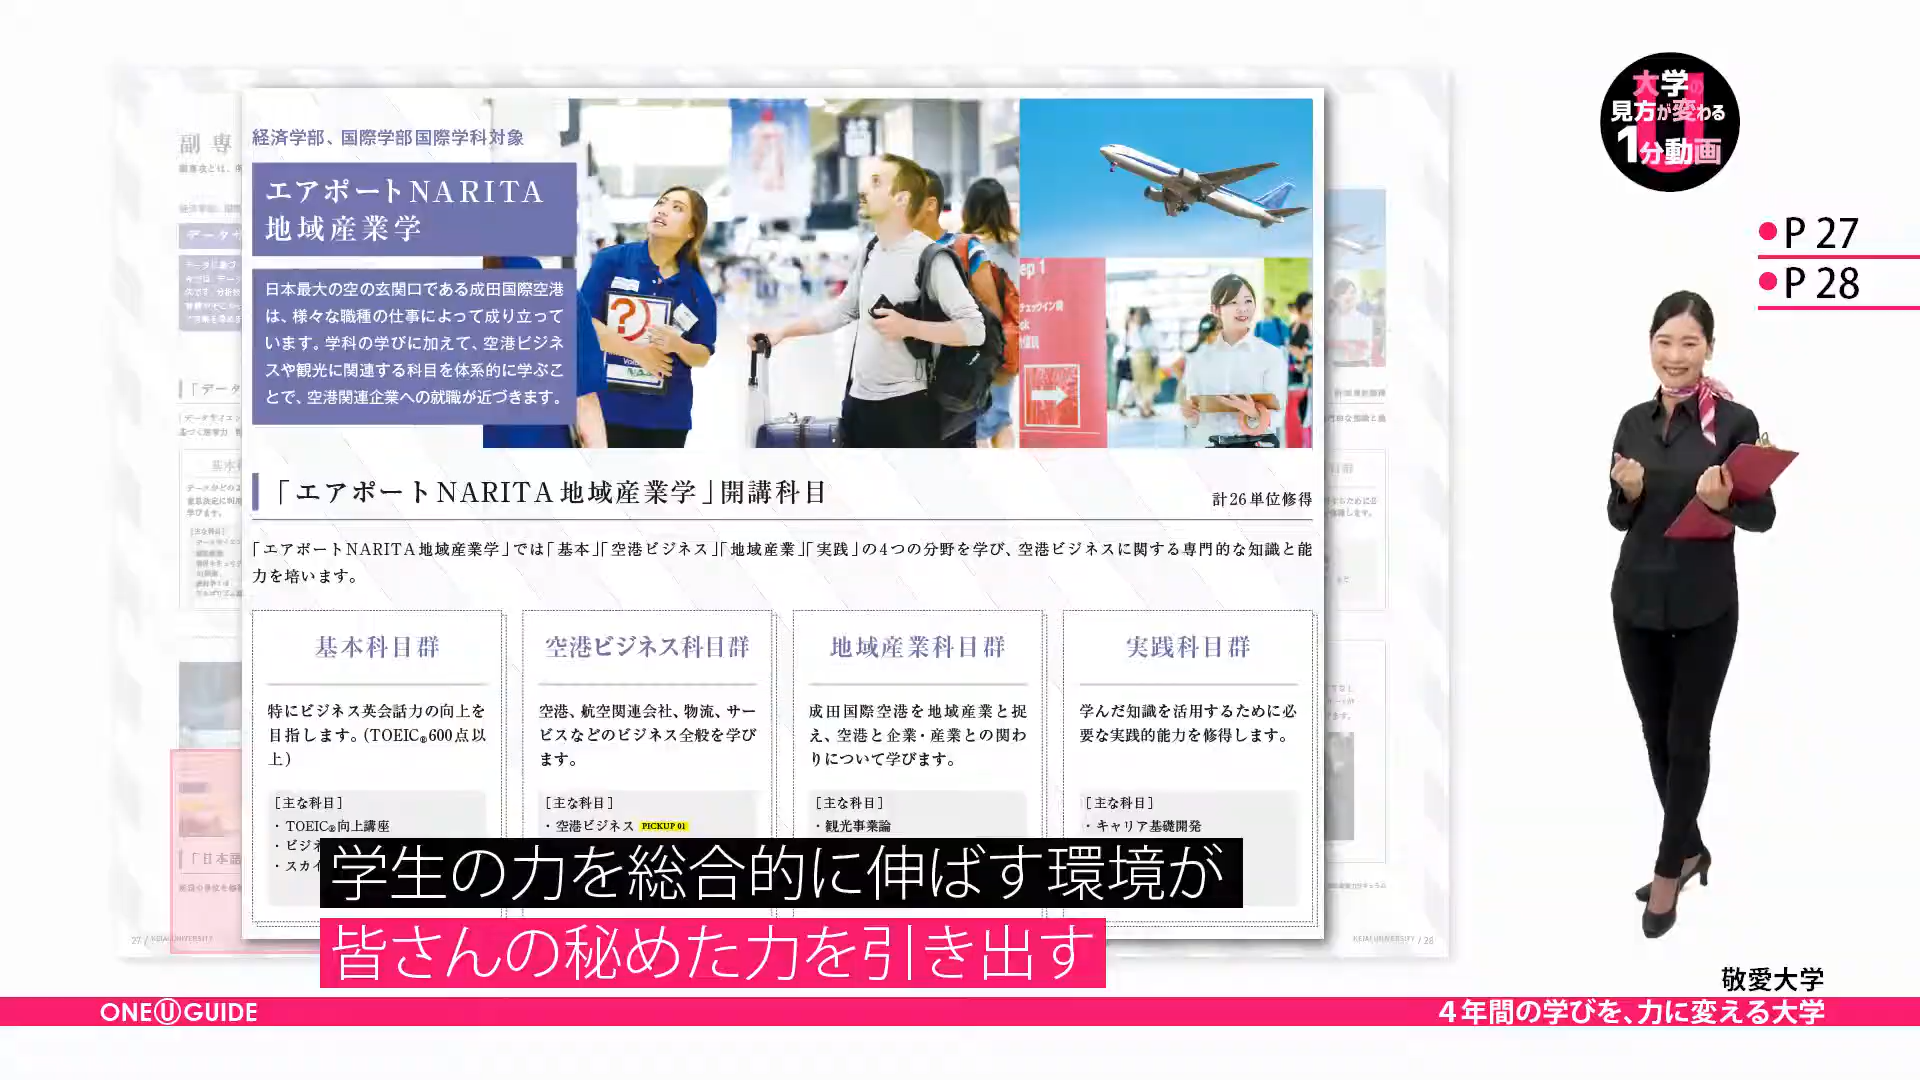 大学の
見方が変わる
1分動画
P 27
P 28
経済学部、国際学部国際学科対象
エアポートNARITA
地域産業学
日本最大の空の玄関口である成田国際空港
は、様々な職種の仕事によって成り立って
います。学科の学びに加えて、空港ビジネ
スや観光に関連する科目を体系的に学ぶこ
とで、空港関連企業への就職が近づきます。
「エアポートNARITA地域産業学」開講科目
計26単位修得
「エアポートNARITA地域産業学」では「基本」「空港ビジネス」「地域産業」「実践」の4つの分野を学び、空港ビジネスに関する専門的な知識と能
力を培います。
基本科目群
特にビジネス英会話力の向上を
目指します。(TOEIC®600点以
上)
[主な科目]
・TOEIC®向上講座
・ビジネ
・スカイ
空港ビジネス科目群
空港、航空関連会社、物流、サー
ビスなどのビジネス全般を学び
ます。
[主な科目]
・空港ビジネス PICKUP 01
地域産業科目群
成田国際空港を地域産業と捉
え、空港と企業・産業との関わ
りについて学びます。
[主な科目]
・観光事業論
実践科目群
学んだ知識を活用するために必
要な実践的能力を修得します。
[主な科目]
・キャリア基礎開発
学生の力を総合的に伸ばす環境が
皆さんの秘めた力を引き出す
27 / KEIAI UNIVERSITY
KEIAI UNIVERSITY / 28
敬愛大学
ONE U GUIDE
4年間の学びを、力に変える大学